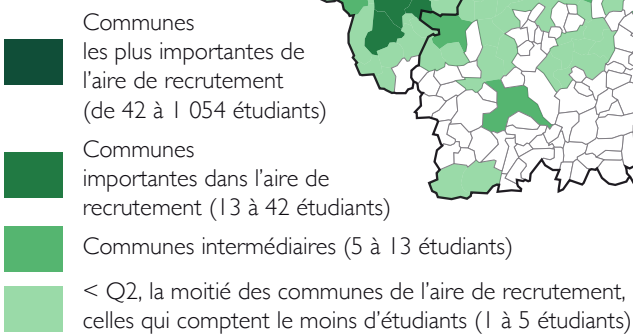 Communes
les plus importantes de
l’aire de recrutement
(de 42 à 1 054 étudiants)
Communes
importantes dans l’aire de
recrutement (13 à 42 étudiants)
Communes intermédiaires (5 à 13 étudiants)
< Q2, la moitié des communes de l’aire de recrutement,
celles qui comptent le moins d’étudiants (1 à 5 étudiants)